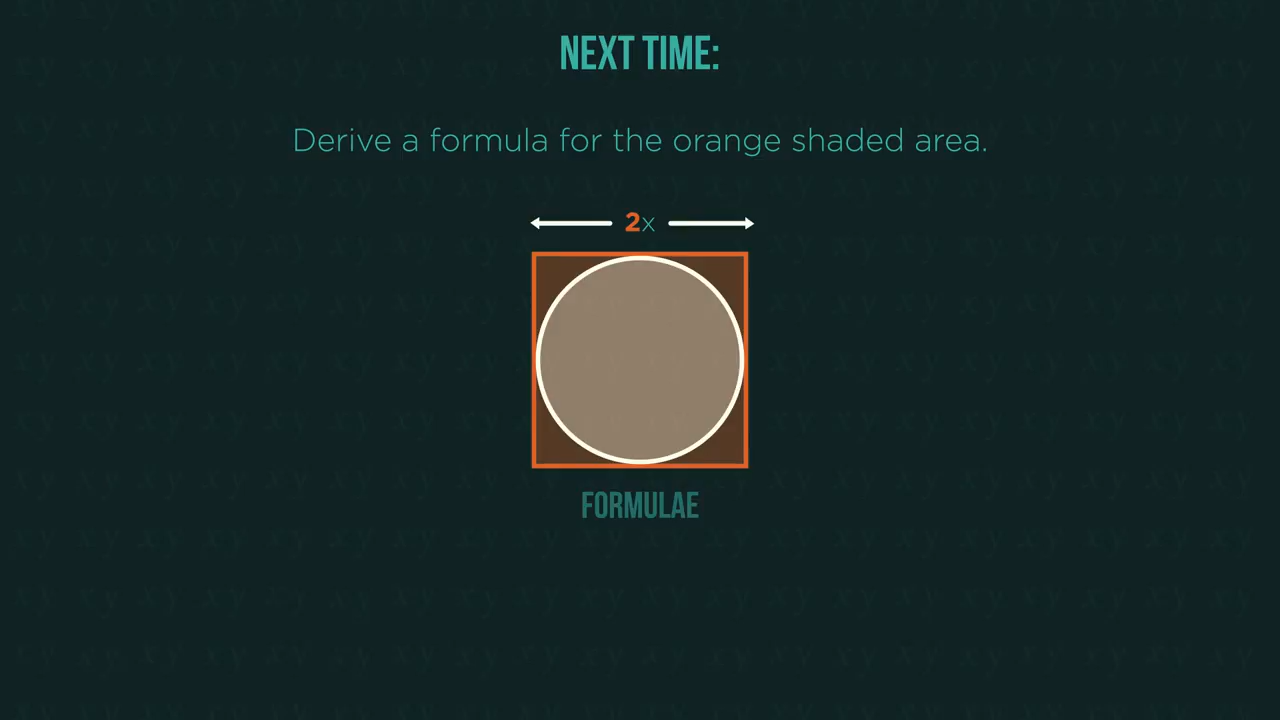 NEXT TIME:
Derive a formula for the orange shaded area.
2x
FORMULAE